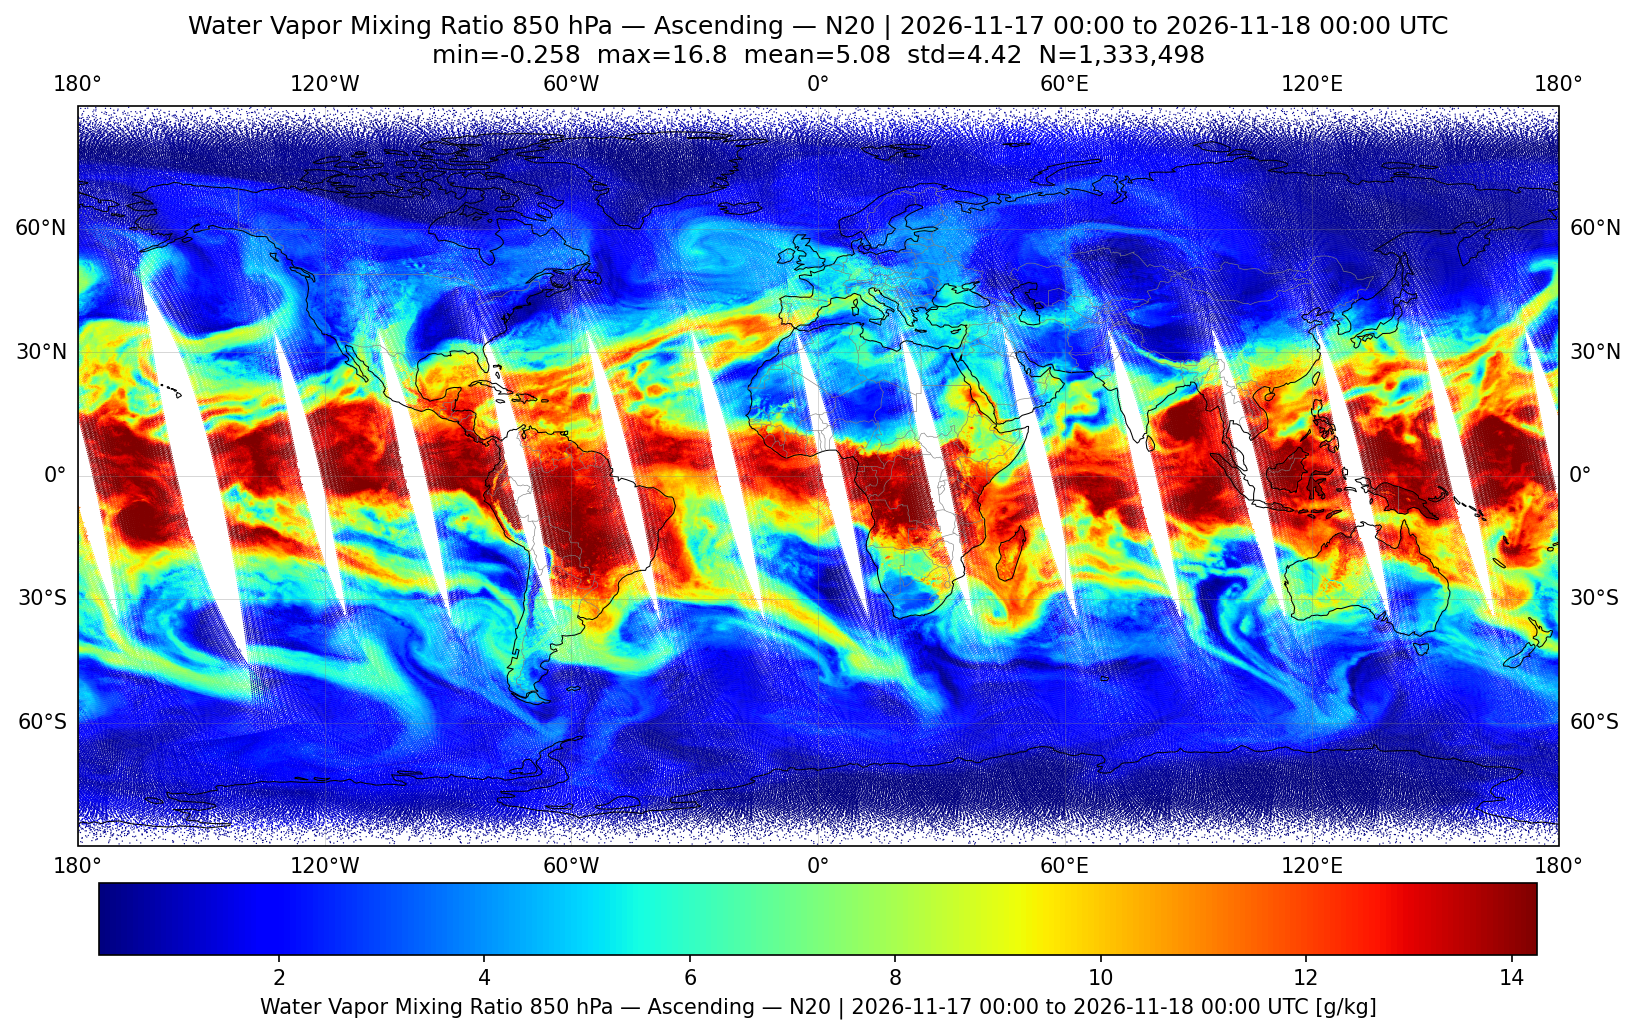 Water Vapor Mixing Ratio 850 hPa — Ascending — N20 | 2026-11-17 00:00 to 2026-11-18 00:00 UTC
min=-0.258  max=16.8  mean=5.08  std=4.42  N=1,333,498
180° 120°W 60°W 0° 60°E 120°E 180°
60°N 60°N
30°N 30°N
0° 0°
30°S 30°S
60°S 60°S
180° 120°W 60°W 0° 60°E 120°E 180°
2 4 6 8 10 12 14
Water Vapor Mixing Ratio 850 hPa — Ascending — N20 | 2026-11-17 00:00 to 2026-11-18 00:00 UTC [g/kg]